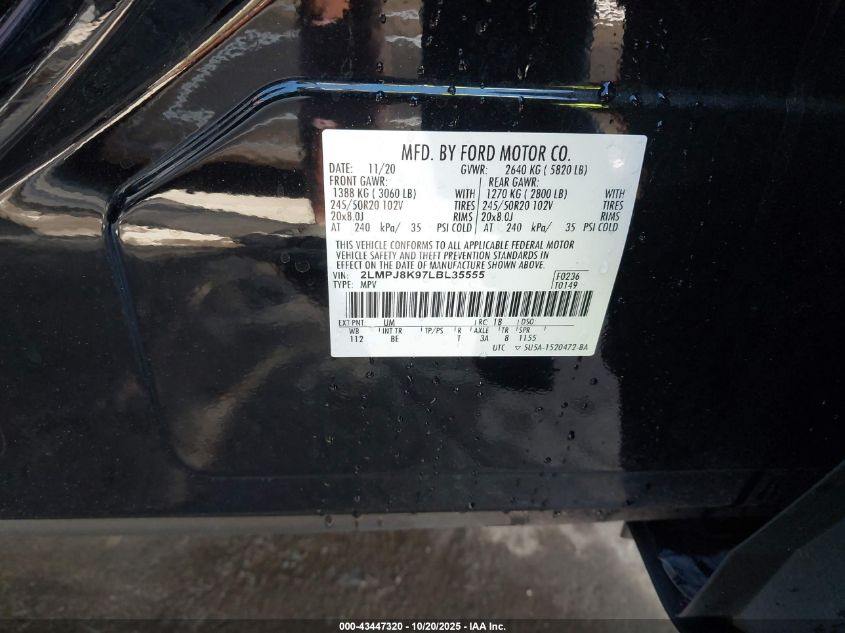 MFD. BY FORD MOTOR CO.
DATE: 11/20 GVWR: 2640 KG ( 5820 LB)
FRONT GAWR: REAR GAWR:
1388 KG ( 3060 LB) WITH 1270 KG ( 2800 LB) WITH
245/50R20 102V TIRES 245/50R20 102V TIRES
20x8.0J RIMS 20x8.0J RIMS
AT 240 kPa/ 35 PSI COLD AT 240 kPa/ 35 PSI COLD
THIS VEHICLE CONFORMS TO ALL APPLICABLE FEDERAL MOTOR
VEHICLE SAFETY AND THEFT PREVENTION STANDARDS IN
EFFECT ON THE DATE OF MANUFACTURE SHOWN ABOVE.
VIN: 2LMPJ8K97LBL35555 F0236
TYPE: MPV T0149
EXT PNT: UM RC: 18 DSO:
WB INT TR TP/PS R AXLE TR SPR
112 BE T 3A B 1155
UTC ▽ 5U5A-1520472-BA
000-43447320 | 10/20/2025 - IAA Inc.